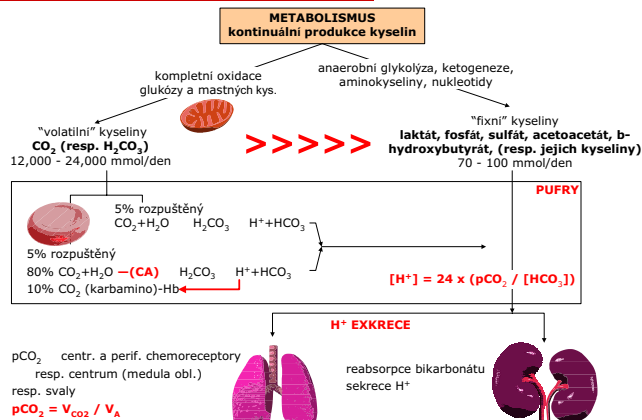 METABOLISMUS
kontinuální produkce kyselin
kompletní oxidace
glukózy a mastných kys.
anaerobní glykolýza, ketogeneze,
aminokyseliny, nukleotidy
"volatilní" kyseliny
CO₂ (resp. H₂CO₃)
12,000 - 24,000 mmol/den
> > > > >
"fixní" kyseliny
laktát, fosfát, sulfát, acetoacetát, b-
hydroxybutyrát, (resp. jejich kyseliny)
70 - 100 mmol/den
PUFRY
5% rozpuštěný
CO₂+H₂O H₂CO₃ H⁺+HCO₃
5% rozpuštěný
80% CO₂+H₂O —(CA) H₂CO₃ H⁺+HCO₃
10% CO₂ (karbamino)-Hb
[H⁺] = 24 x (pCO₂ / [HCO₃])
H⁺ EXKRECE
pCO₂ centr. a perif. chemoreceptory
resp. centrum (medula obl.)
resp. svaly
pCO₂ = V_CO₂ / V_A
reabsorpce bikarbonátu
sekrece H⁺